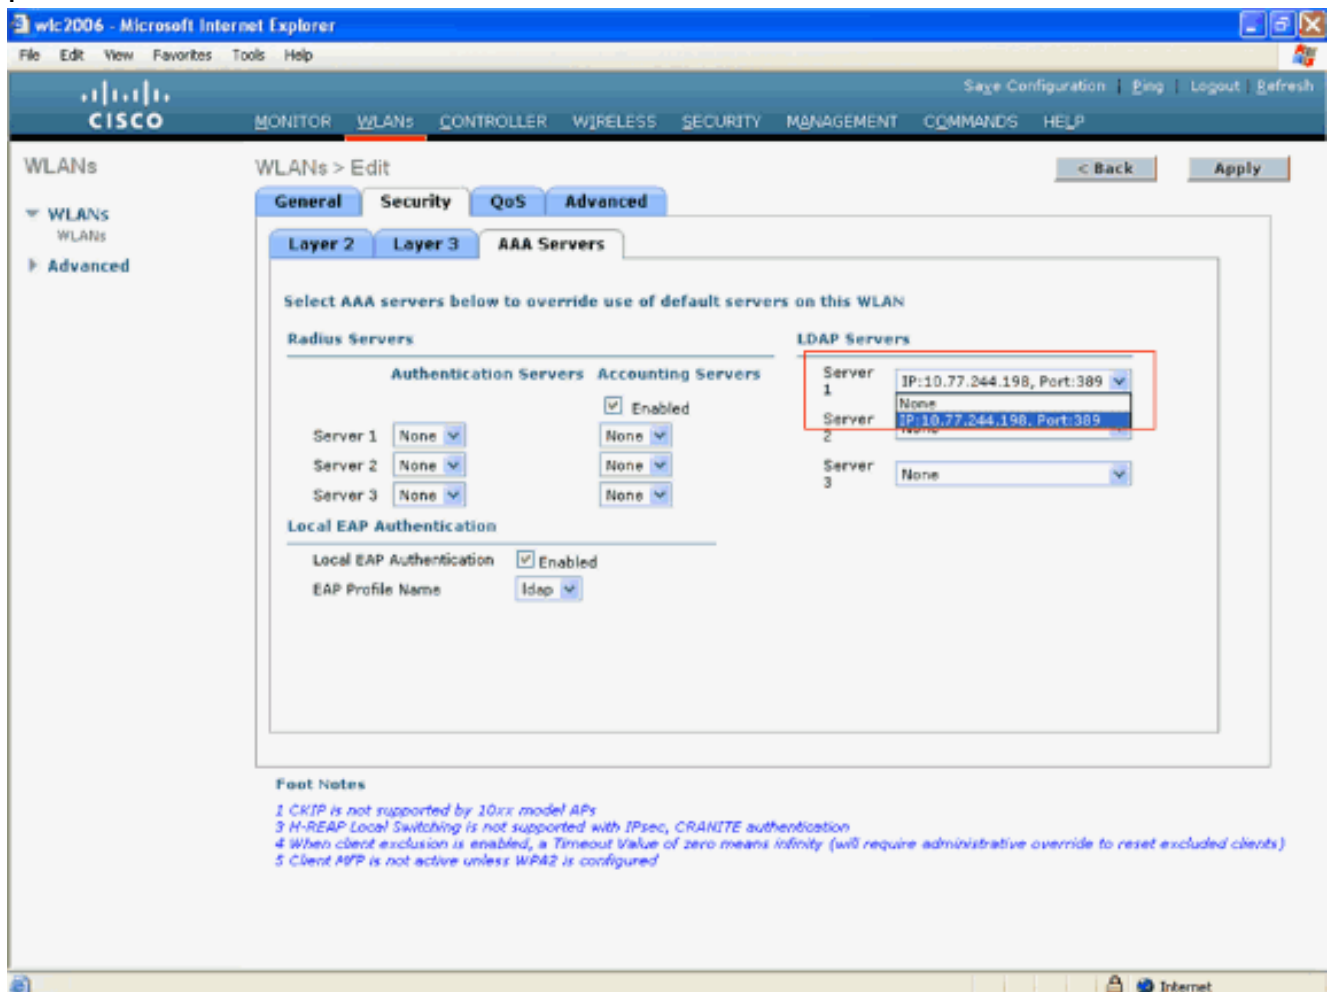 wlc2006 - Microsoft Internet Explorer
File Edit View Favorites Tools Help
Save Configuration | Ping | Logout | Refresh
CISCO
MONITOR WLANs CONTROLLER WIRELESS SECURITY MANAGEMENT COMMANDS HELP
WLANs
WLANs > Edit
< Back Apply
General Security QoS Advanced
WLANs
WLANs
Advanced
Layer 2 Layer 3 AAA Servers
Select AAA servers below to override use of default servers on this WLAN
Radius Servers
LDAP Servers
Authentication Servers Accounting Servers
Enabled
Server 1 None None
Server 2 None None
Server 3 None None
Server 1 IP:10.77.244.198, Port:389
None
IP:10.77.244.198, Port:389
Server 2 None
Server 3 None
Local EAP Authentication
Local EAP Authentication Enabled
EAP Profile Name ldap
Foot Notes
1 CKIP is not supported by 10xx model APs
3 H-REAP Local Switching is not supported with IPsec, CRANITE authentication
4 When client exclusion is enabled, a Timeout Value of zero means infinity (will require administrative override to reset excluded clients)
5 Client MFP is not active unless WPA2 is configured
Internet